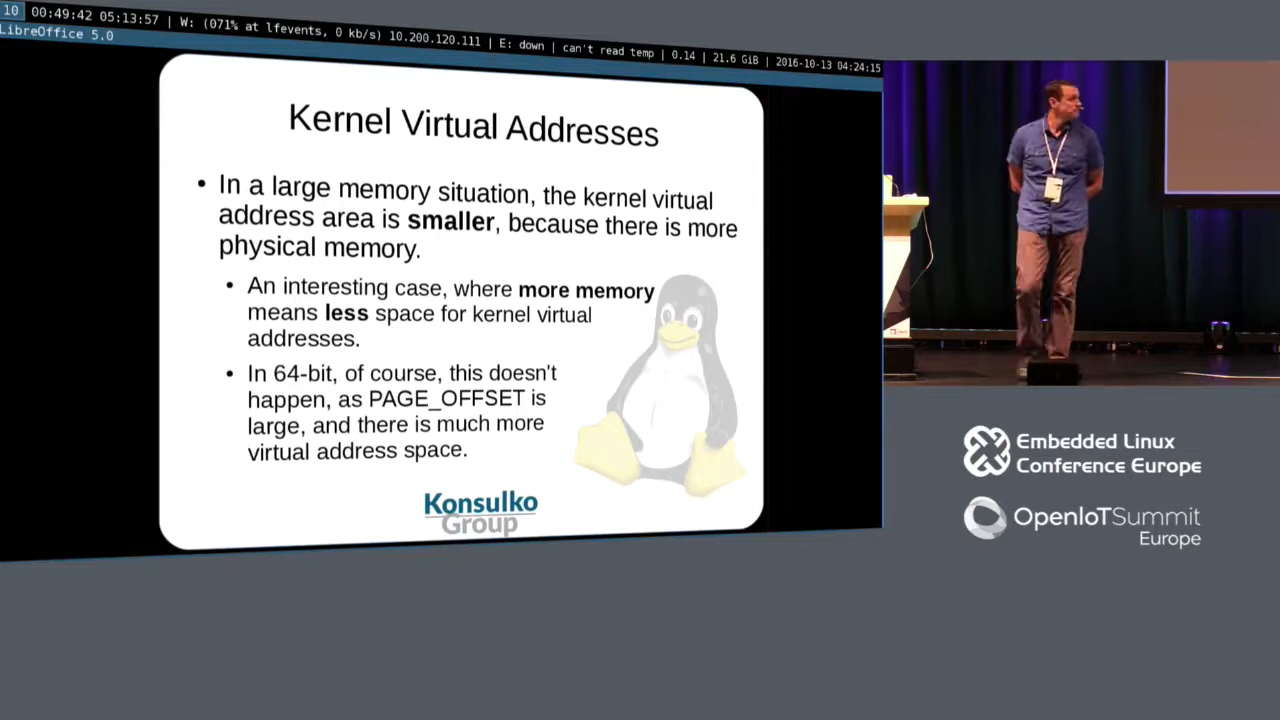 10 00:49:42 05:13:57 | W: (071% at lfevents, 0 kb/s) 10.200.120.111 | E: down | can't read temp | 0.14 | 21.6 GiB | 2016-10-13 04:24:15
LibreOffice 5.0
Kernel Virtual Addresses
• In a large memory situation, the kernel virtual
address area is smaller, because there is more
physical memory.
• An interesting case, where more memory
means less space for kernel virtual
addresses.
• In 64-bit, of course, this doesn't
happen, as PAGE_OFFSET is
large, and there is much more
virtual address space.
Konsulko
Group
Embedded Linux
Conference Europe
OpenIoTSummit
Europe